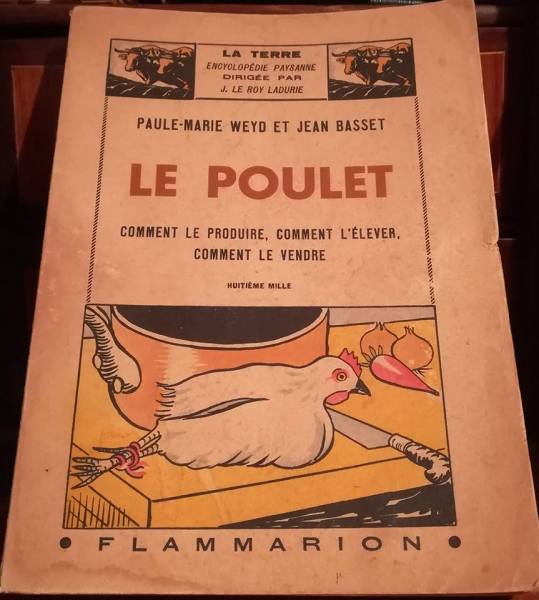 LA TERRE
ENCYCLOPÉDIE PAYSANNE
DIRIGÉE PAR
J. LE ROY LADURIE
PAULE-MARIE WEYD ET JEAN BASSET
LE POULET
COMMENT LE PRODUIRE, COMMENT L'ÉLEVER,
COMMENT LE VENDRE
HUITIÈME MILLE
• FLAMMARION •